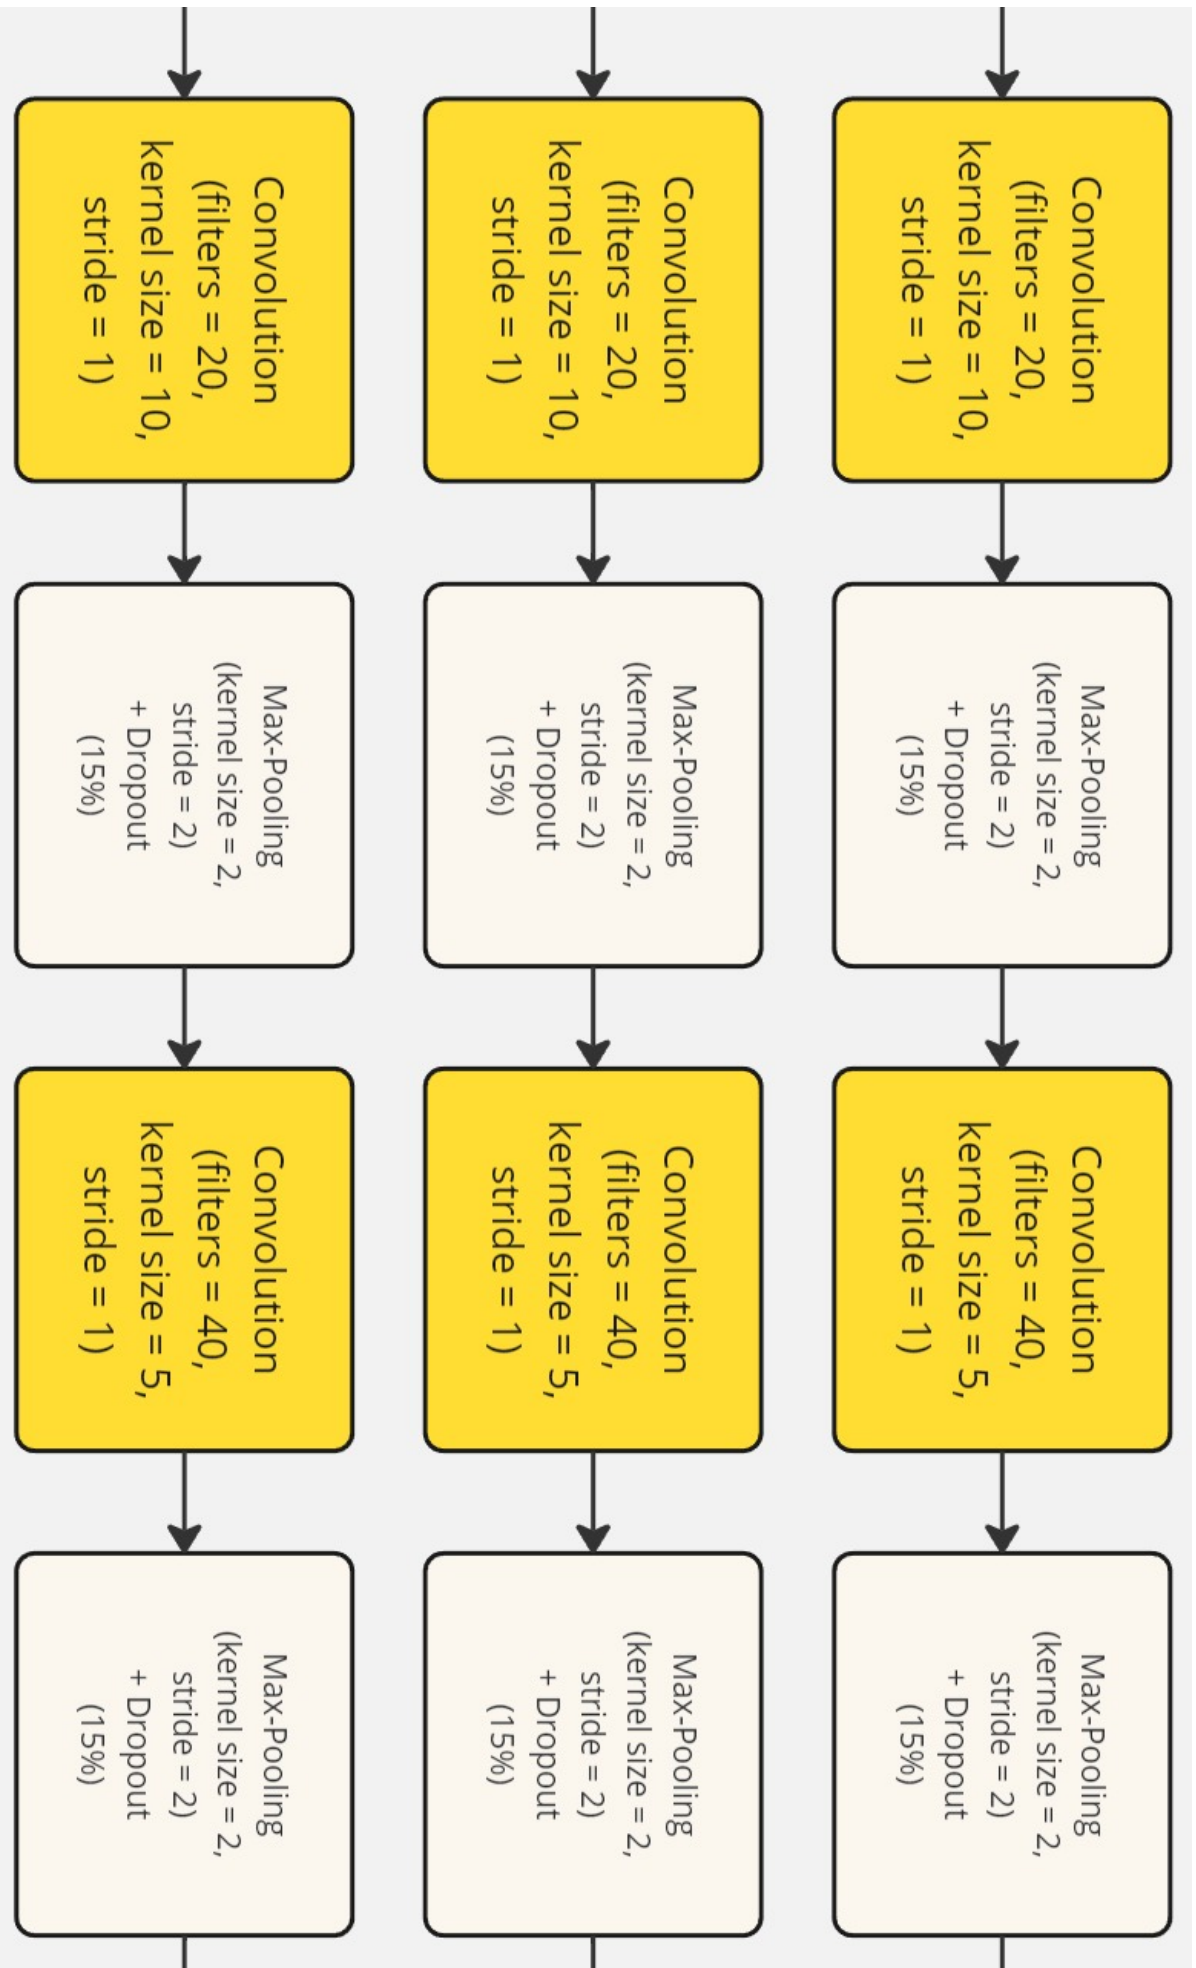 Convolution
(filters = 20,
kernel size = 10,
stride = 1)
Max-Pooling
(kernel size = 2,
stride = 2)
+ Dropout
(15%)
Convolution
(filters = 40,
kernel size = 5,
stride = 1)
Max-Pooling
(kernel size = 2,
stride = 2)
+ Dropout
(15%)
Convolution
(filters = 20,
kernel size = 10,
stride = 1)
Max-Pooling
(kernel size = 2,
stride = 2)
+ Dropout
(15%)
Convolution
(filters = 40,
kernel size = 5,
stride = 1)
Max-Pooling
(kernel size = 2,
stride = 2)
+ Dropout
(15%)
Convolution
(filters = 20,
kernel size = 10,
stride = 1)
Max-Pooling
(kernel size = 2,
stride = 2)
+ Dropout
(15%)
Convolution
(filters = 40,
kernel size = 5,
stride = 1)
Max-Pooling
(kernel size = 2,
stride = 2)
+ Dropout
(15%)